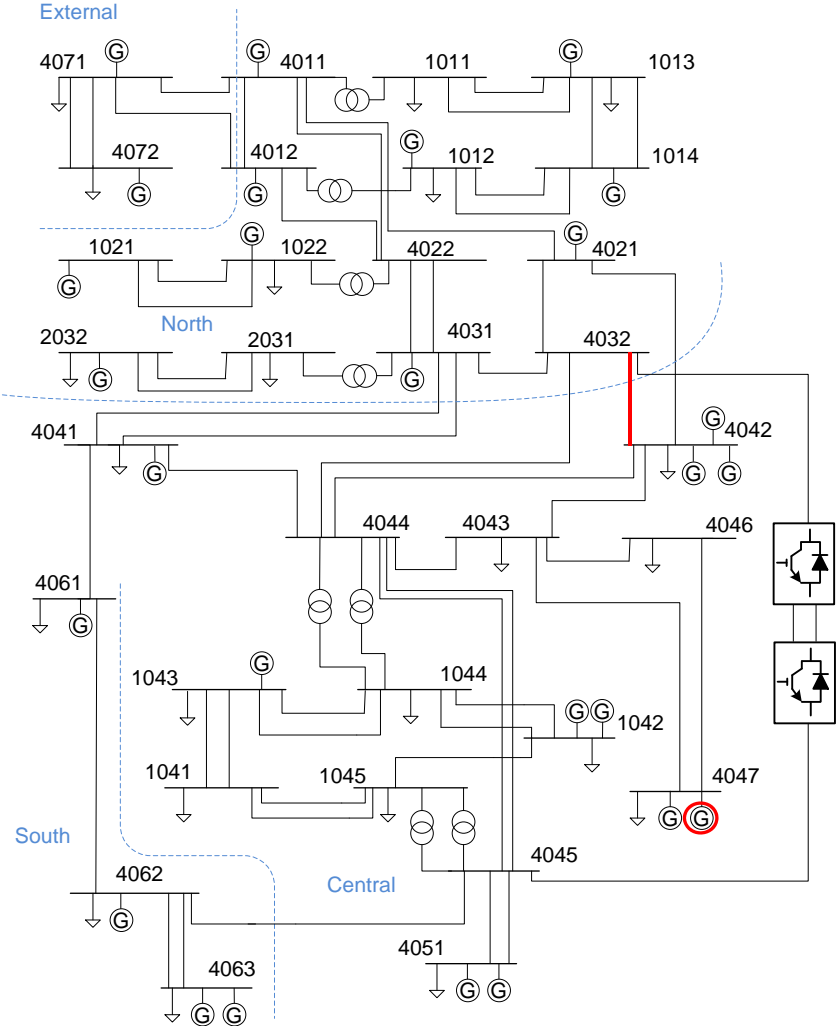 External
G G G
4071 4011 1011 1013
G
4072 4012 1012 1014
G G G
G G
1021 1022 4022 4021
G
North
2032 2031 4031 4032
G G
G
4041 4042
G G G
4044 4043 4046
4061
G
G
1043 1044
G G
1042
1041 1045 4047
G G
South
4062 Central 4045
G
4051
4063 G G
G G